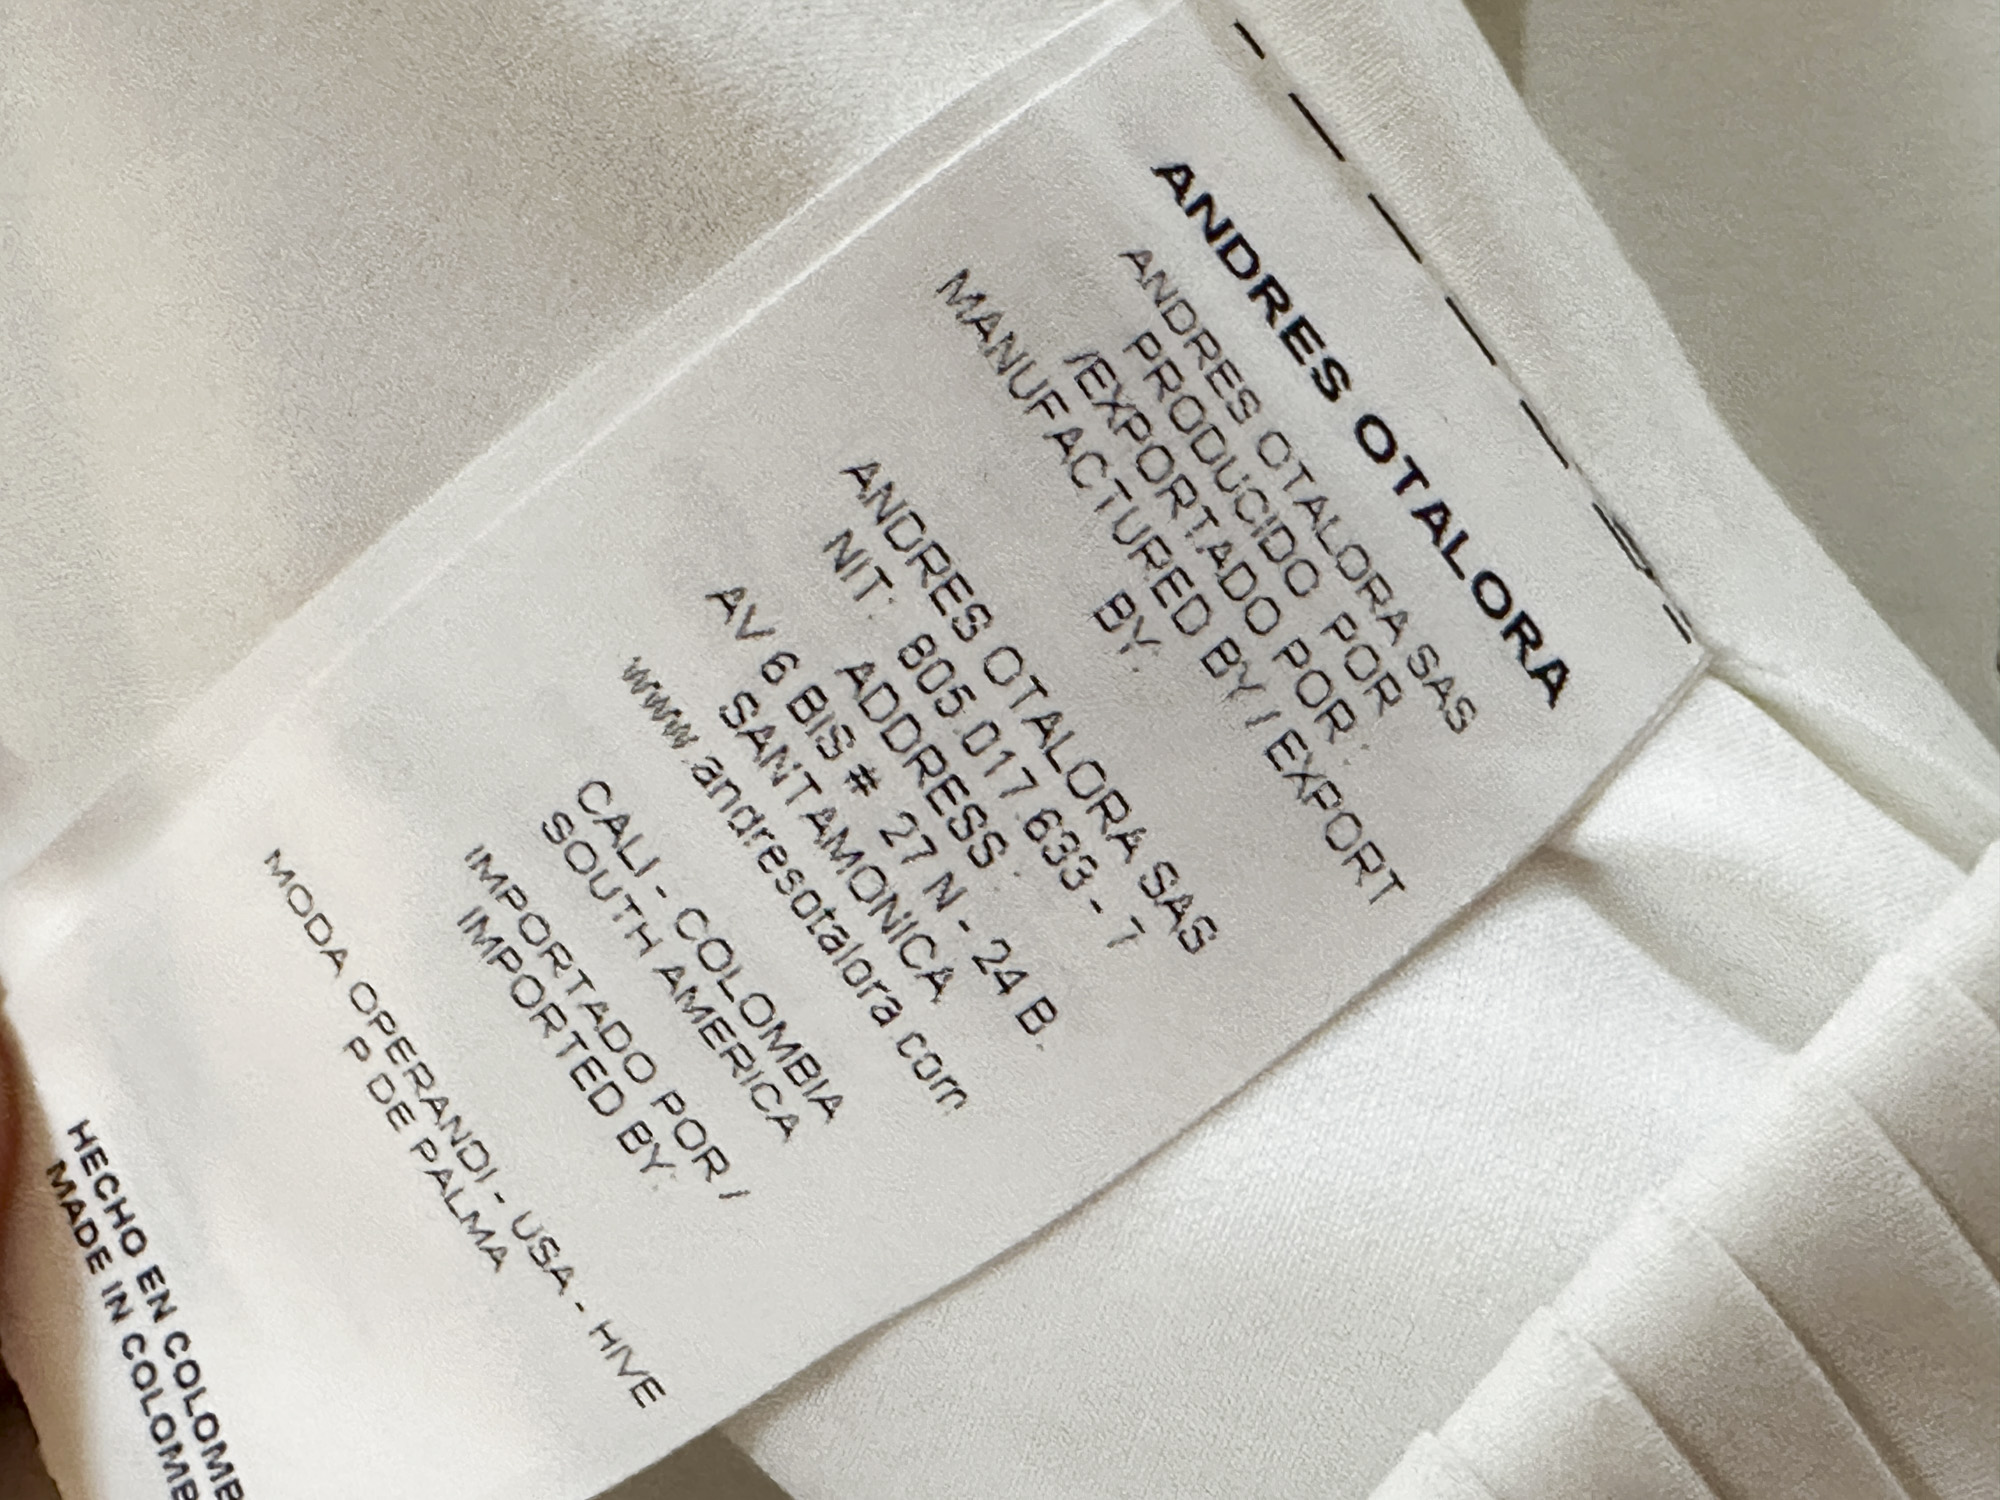 ANDRES OTALORA
ANDRES OTALORA SAS
PRODUCIDO POR
/EXPORTADO POR :
MANUFACTURED BY / EXPORT
BY:
ANDRES OTALORA SAS
NIT: 805.017.633 - 7
ADDRESS :
AV 6 BIS # 27 N - 24 B.
SANTAMONICA
www.andresotalora.com
CALI - COLOMBIA
SOUTH AMERICA
IMPORTADO POR /
IMPORTED BY:
MODA OPERANDI - USA - HIVE
P DE PALMA
HECHO EN COLOMB
MADE IN COLOMB